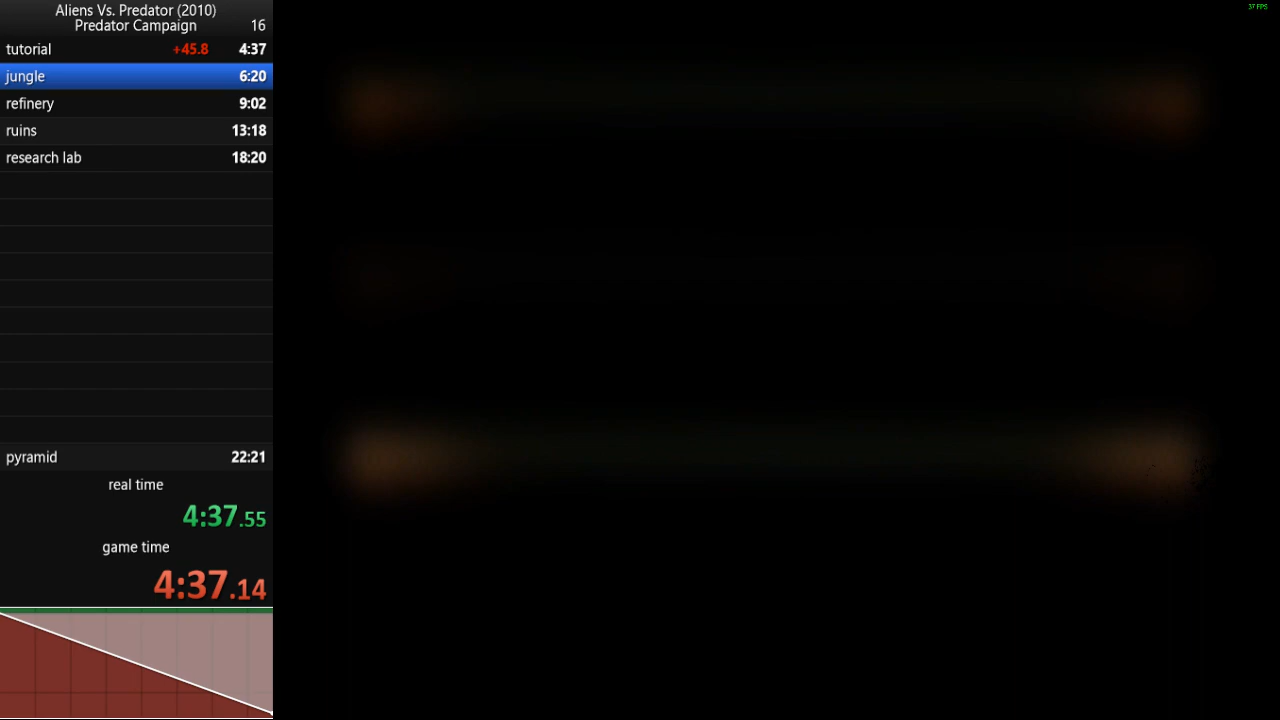 Aliens Vs. Predator (2010)
Predator Campaign 16
tutorial +45.8 4:37
jungle 6:20
refinery 9:02
ruins 13:18
research lab 18:20
pyramid 22:21
real time
4:37.55
game time
4:37.14
37 FPS